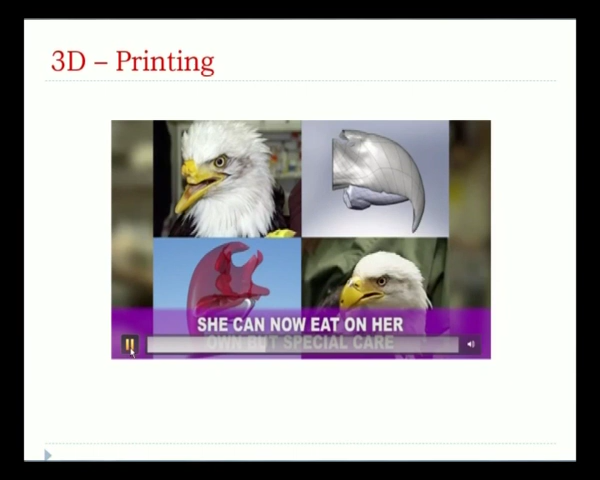 3D – Printing
SHE CAN NOW EAT ON HER
OWN BUT SPECIAL CARE